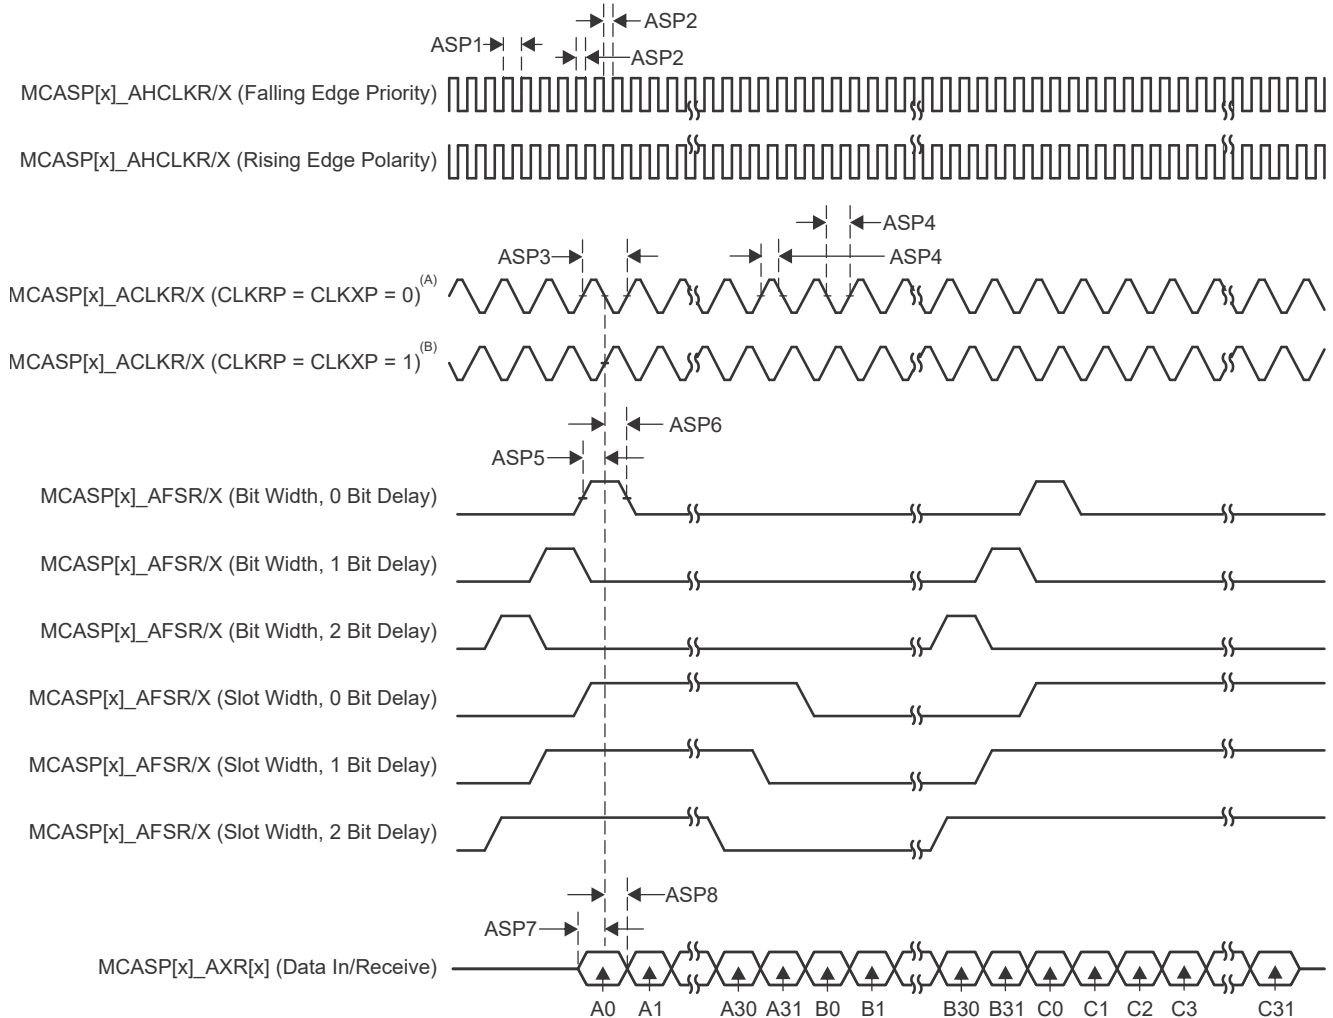 ASP2
ASP1
ASP2
MCASP[x]_AHCLKR/X (Falling Edge Priority)
MCASP[x]_AHCLKR/X (Rising Edge Polarity)
ASP4
ASP3
ASP4
MCASP[x]_ACLKR/X (CLKRP = CLKXP = 0)(A)
MCASP[x]_ACLKR/X (CLKRP = CLKXP = 1)(B)
ASP6
ASP5
MCASP[x]_AFSR/X (Bit Width, 0 Bit Delay)
MCASP[x]_AFSR/X (Bit Width, 1 Bit Delay)
MCASP[x]_AFSR/X (Bit Width, 2 Bit Delay)
MCASP[x]_AFSR/X (Slot Width, 0 Bit Delay)
MCASP[x]_AFSR/X (Slot Width, 1 Bit Delay)
MCASP[x]_AFSR/X (Slot Width, 2 Bit Delay)
ASP8
ASP7
MCASP[x]_AXR[x] (Data In/Receive)
A0 A1 A30 A31 B0 B1 B30 B31 C0 C1 C2 C3 C31